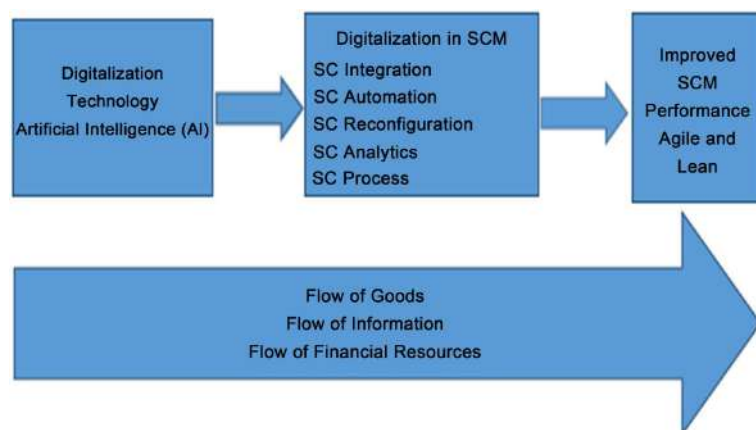 Digitalization
Technology
Artificial Intelligence (AI)
Digitalization in SCM
SC Integration
SC Automation
SC Reconfiguration
SC Analytics
SC Process
Improved
SCM
Performance
Agile and
Lean
Flow of Goods
Flow of Information
Flow of Financial Resources